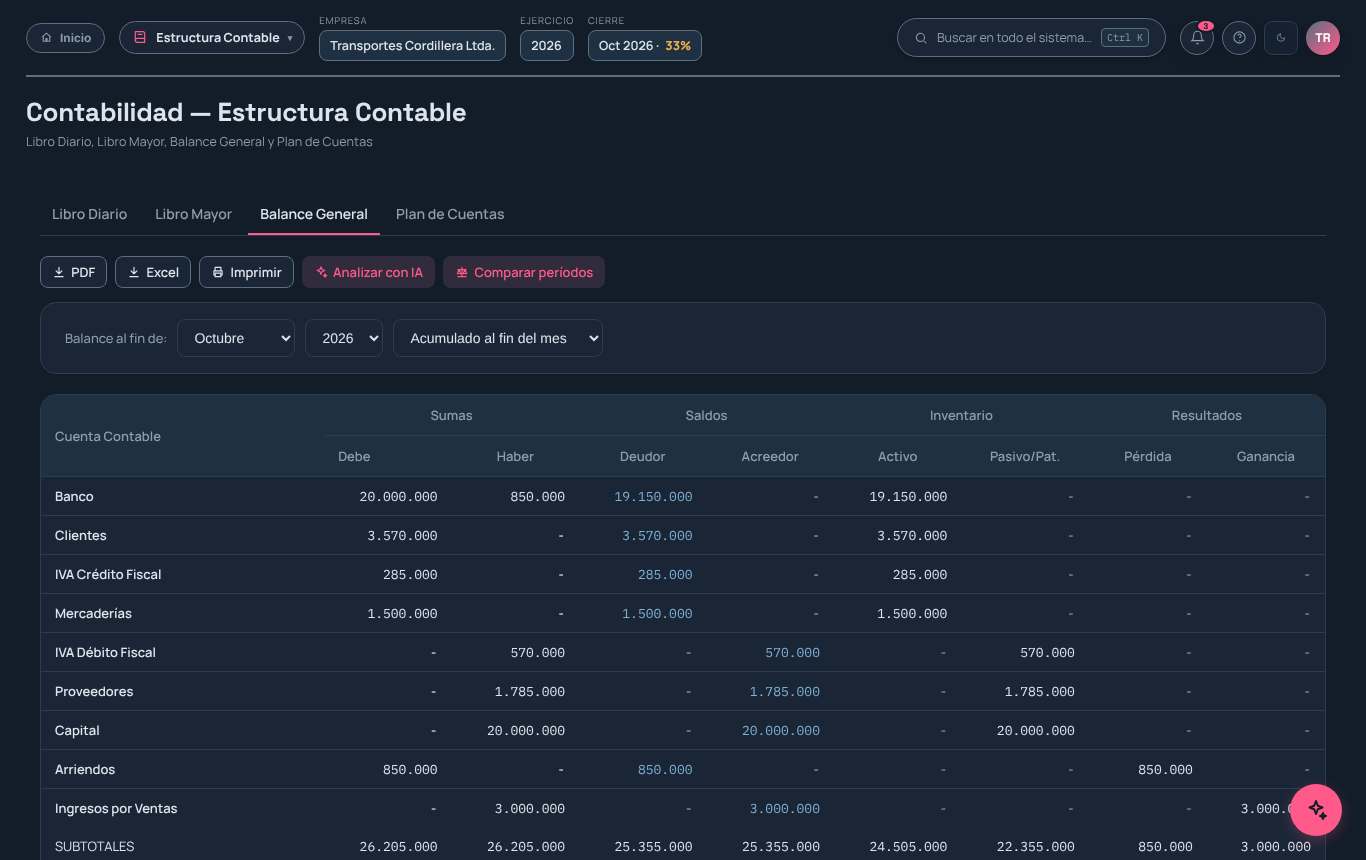 Inicio
Estructura Contable
EMPRESA
Transportes Cordillera Ltda.
EJERCICIO
2026
CIERRE
Oct 2026 · 33%
Buscar en todo el sistema... Ctrl K
3
TR
Contabilidad — Estructura Contable
Libro Diario, Libro Mayor, Balance General y Plan de Cuentas
Libro Diario Libro Mayor Balance General Plan de Cuentas
PDF Excel Imprimir Analizar con IA Comparar períodos
Balance al fin de: Octubre 2026 Acumulado al fin del mes
Cuenta Contable Sumas Saldos Inventario Resultados
Debe Haber Deudor Acreedor Activo Pasivo/Pat. Pérdida Ganancia
Banco 20.000.000 850.000 19.150.000 - 19.150.000 - - -
Clientes 3.570.000 - 3.570.000 - 3.570.000 - - -
IVA Crédito Fiscal 285.000 - 285.000 - 285.000 - - -
Mercaderías 1.500.000 - 1.500.000 - 1.500.000 - - -
IVA Débito Fiscal - 570.000 - 570.000 - 570.000 - -
Proveedores - 1.785.000 - 1.785.000 - 1.785.000 - -
Capital - 20.000.000 - 20.000.000 - 20.000.000 - -
Arriendos 850.000 - 850.000 - - - 850.000 -
Ingresos por Ventas - 3.000.000 - 3.000.000 - - -
SUBTOTALES 26.205.000 26.205.000 25.355.000 25.355.000 24.505.000 22.355.000 850.000 3.000.000